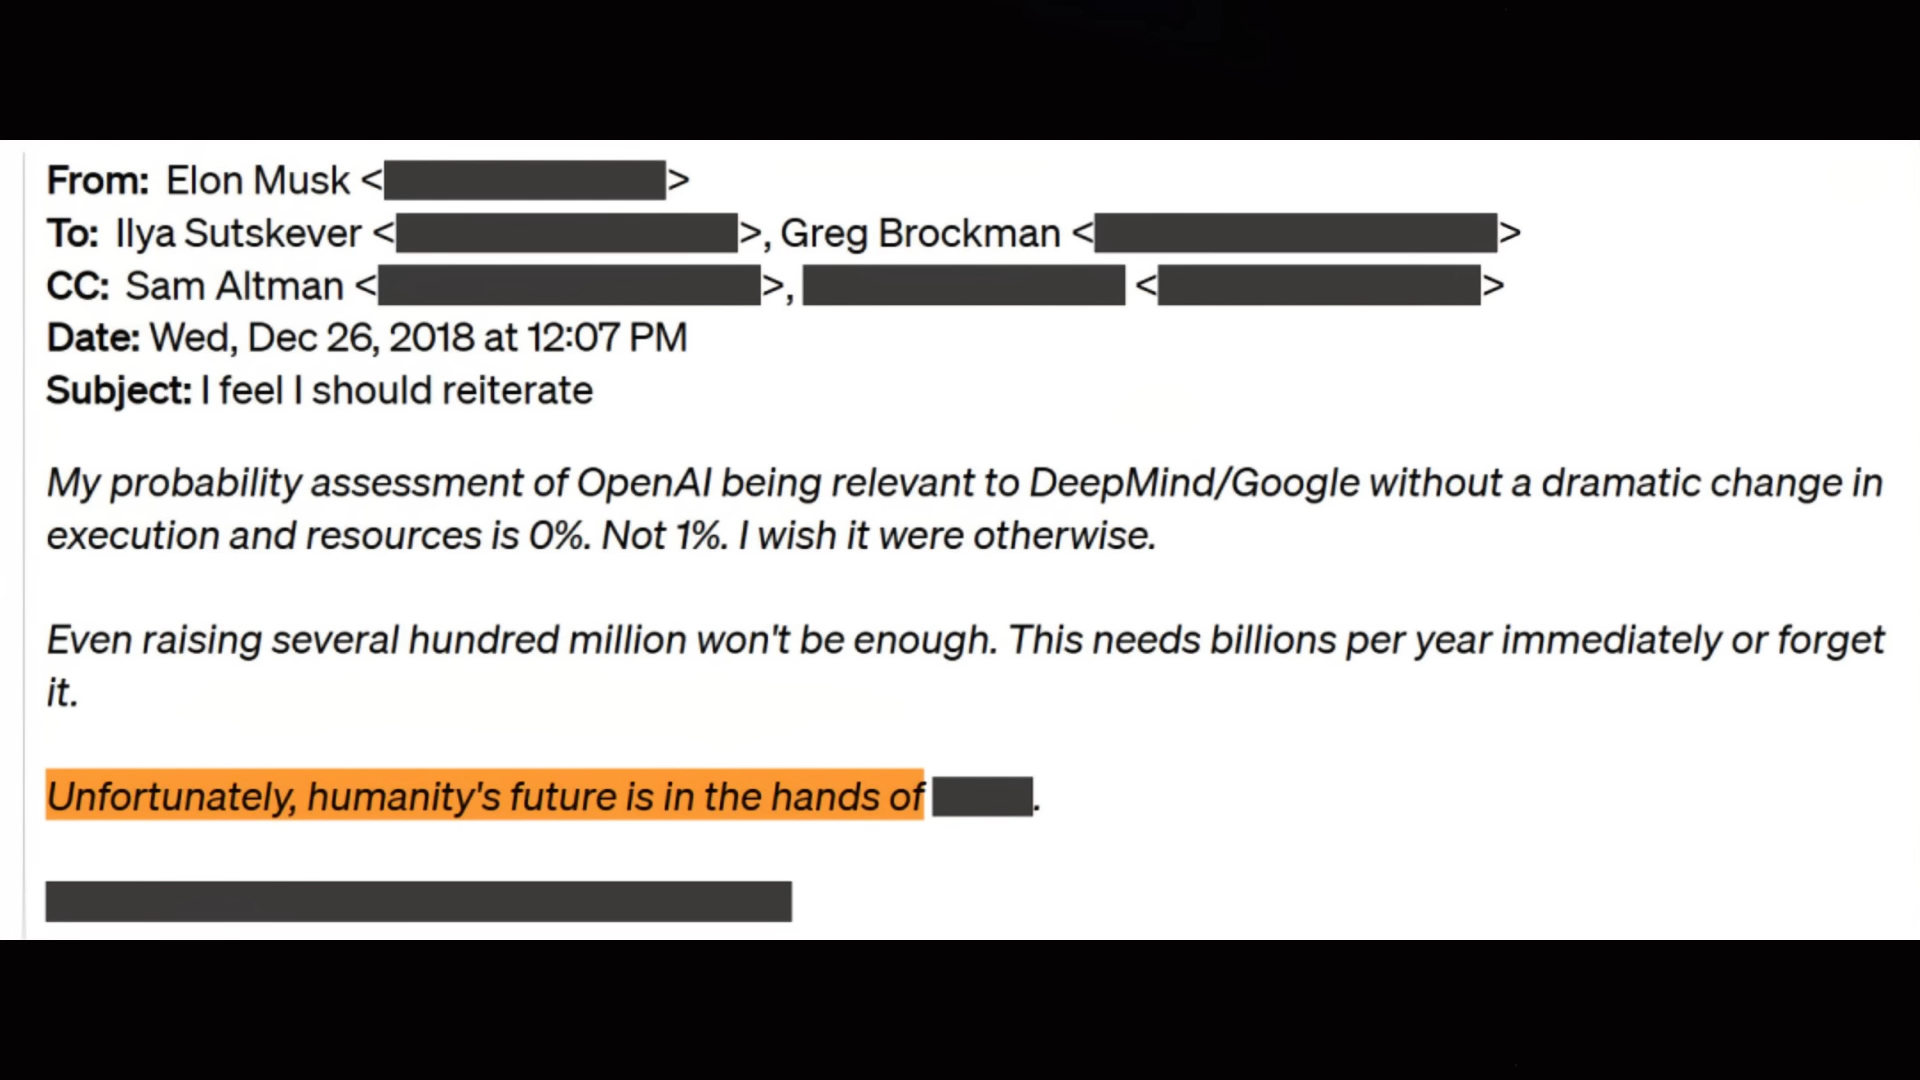 From: Elon Musk < >
To: Ilya Sutskever < >, Greg Brockman < >
CC: Sam Altman < >, < >
Date: Wed, Dec 26, 2018 at 12:07 PM
Subject: I feel I should reiterate
My probability assessment of OpenAI being relevant to DeepMind/Google without a dramatic change in
execution and resources is 0%. Not 1%. I wish it were otherwise.
Even raising several hundred million won't be enough. This needs billions per year immediately or forget
it.
Unfortunately, humanity's future is in the hands of .